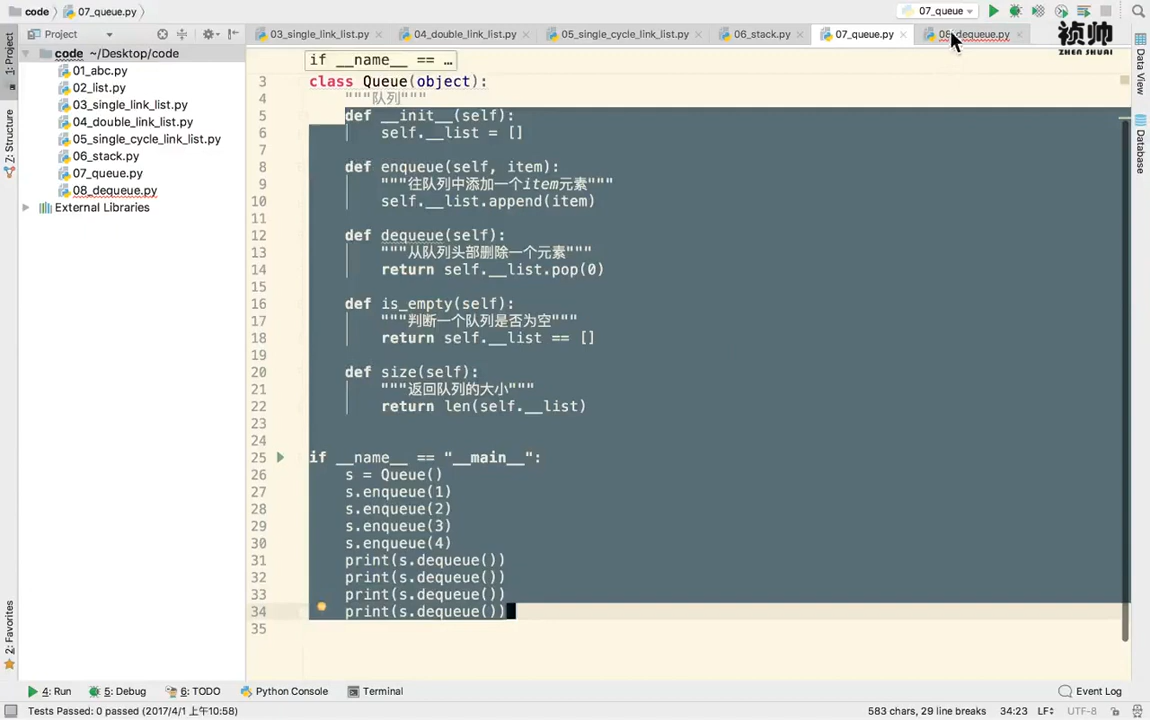 code 07_queue.py 07_queue
Project 03_single_link_list.py 04_double_link_list.py 05_single_cycle_link_list.py 06_stack.py 07_queue.py 08_dequeue.py
祯帅
ZHEN SHUAI
1: Project
Z: Structure
2: Favorites
Data View
Database
code ~/Desktop/code
01_abc.py
02_list.py
03_single_link_list.py
04_double_link_list.py
05_single_cycle_link_list.py
06_stack.py
07_queue.py
08_dequeue.py
External Libraries
if __name__ == …
3 class Queue(object):
4 """队列"""
5 def __init__(self):
6 self.__list = []
7
8 def enqueue(self, item):
9 """往队列中添加一个item元素"""
10 self.__list.append(item)
11
12 def dequeue(self):
13 """从队列头部删除一个元素"""
14 return self.__list.pop(0)
15
16 def is_empty(self):
17 """判断一个队列是否为空"""
18 return self.__list == []
19
20 def size(self):
21 """返回队列的大小"""
22 return len(self.__list)
23
24
25 if __name__ == "__main__":
26 s = Queue()
27 s.enqueue(1)
28 s.enqueue(2)
29 s.enqueue(3)
30 s.enqueue(4)
31 print(s.dequeue())
32 print(s.dequeue())
33 print(s.dequeue())
34 print(s.dequeue())
35
4: Run 5: Debug 6: TODO Python Console Terminal Event Log
Tests Passed: 0 passed (2017/4/1 上午10:58) 583 chars, 29 line breaks 34:23 LF UTF-8